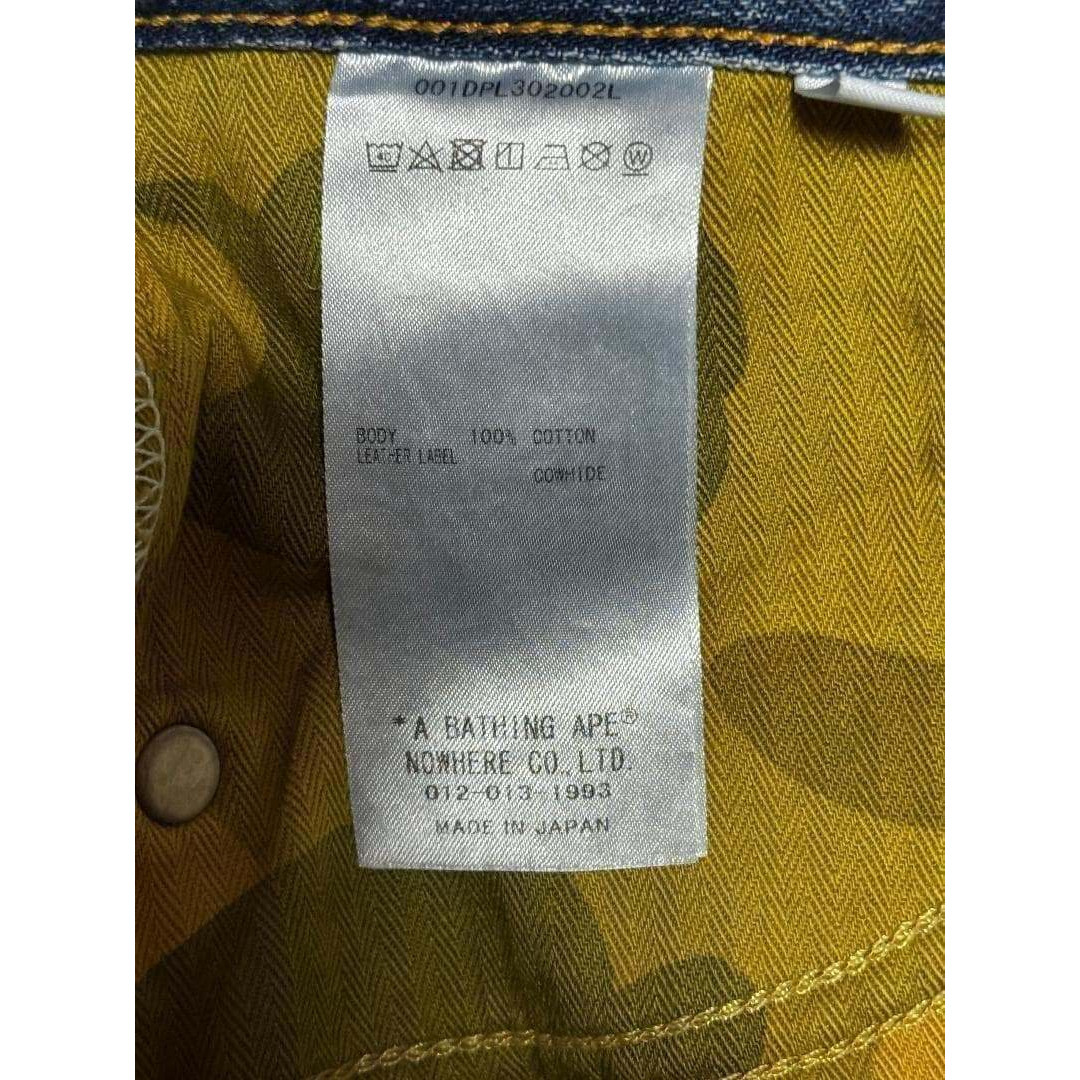 001DPL302002L
W
BODY 100% COTTON
LEATHER LABEL
COWHIDE
*A BATHING APE®
NOWHERE CO.,LTD.
012-013-1993
MADE IN JAPAN